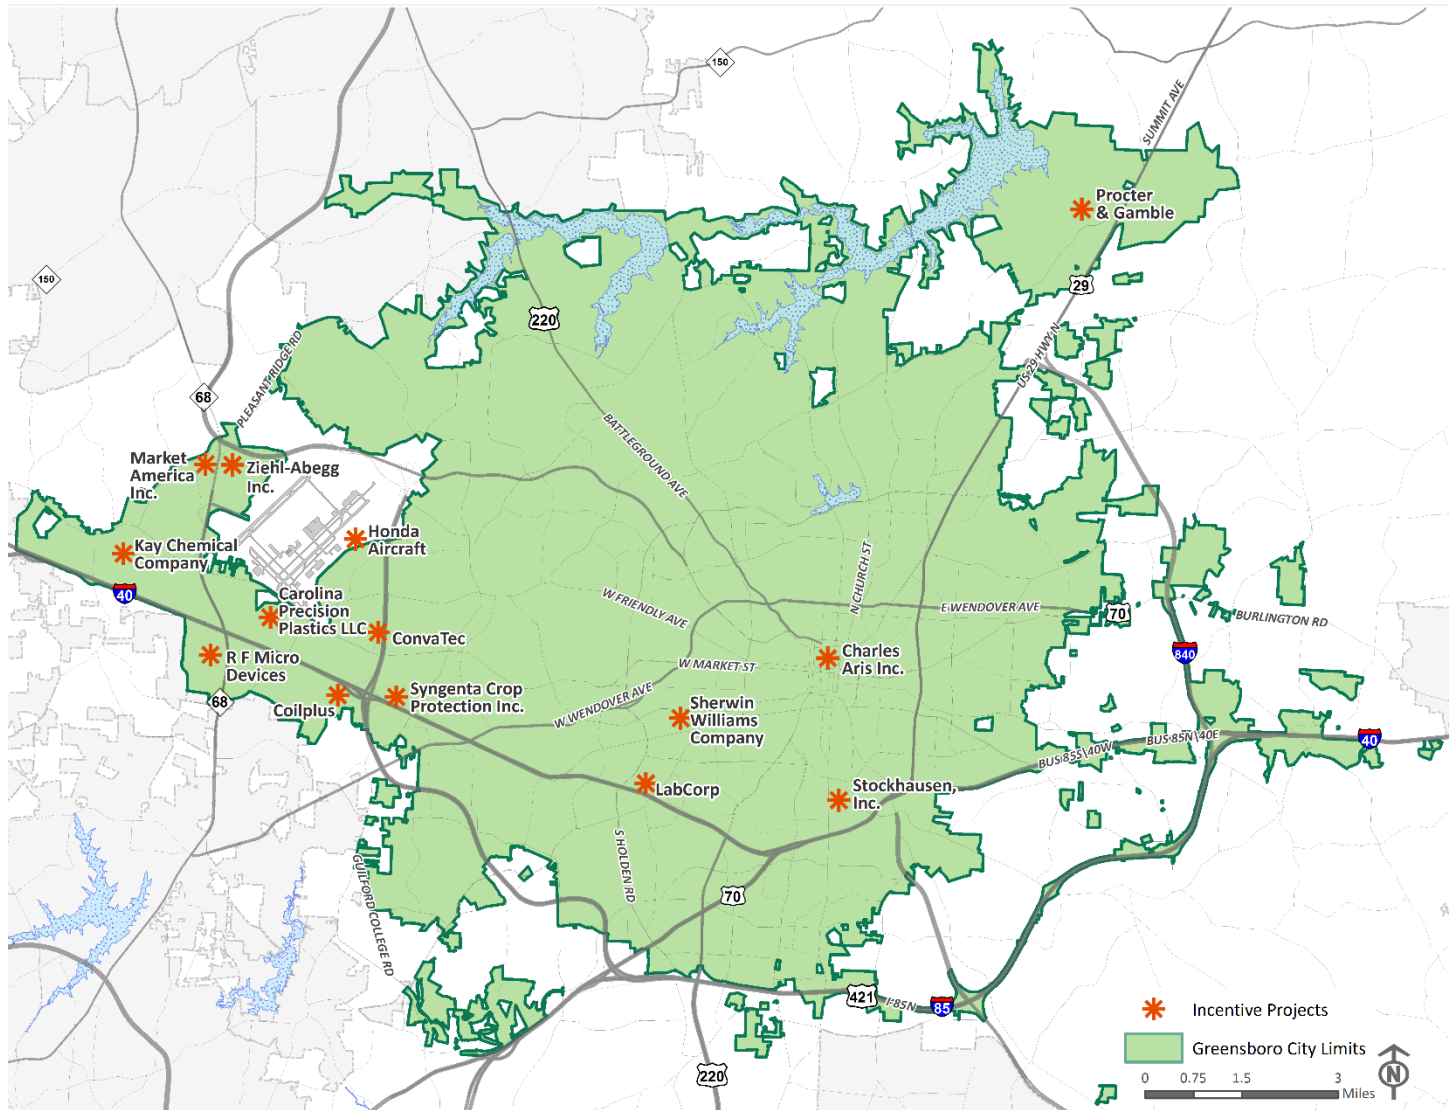 150
SUMMIT AVE
Procter
& Gamble
150
29
220
PLEASANT RIDGE RD
US 29 HWY N
68
BATTLEGROUND AVE
Market
America
Inc.
Ziehl-Abegg
Inc.
Honda
Aircraft
Kay Chemical
Company
N CHURCH ST
40
Carolina
Precision
Plastics LLC
W FRIENDLY AVE
E WENDOVER AVE
70
BURLINGTON RD
ConvaTec
840
R F Micro
Devices
W MARKET ST
Charles
Aris Inc.
68
Coilplus
Syngenta Crop
Protection Inc.
W WENDOVER AVE
Sherwin
Williams
Company
BUS 85S\40W
BUS 85N\40E
40
LabCorp
Stockhausen,
Inc.
S HOLDEN RD
GUILFORD COLLEGE RD
70
421
I-85N
85
220
Incentive Projects
Greensboro City Limits
N
0 0.75 1.5 3
Miles